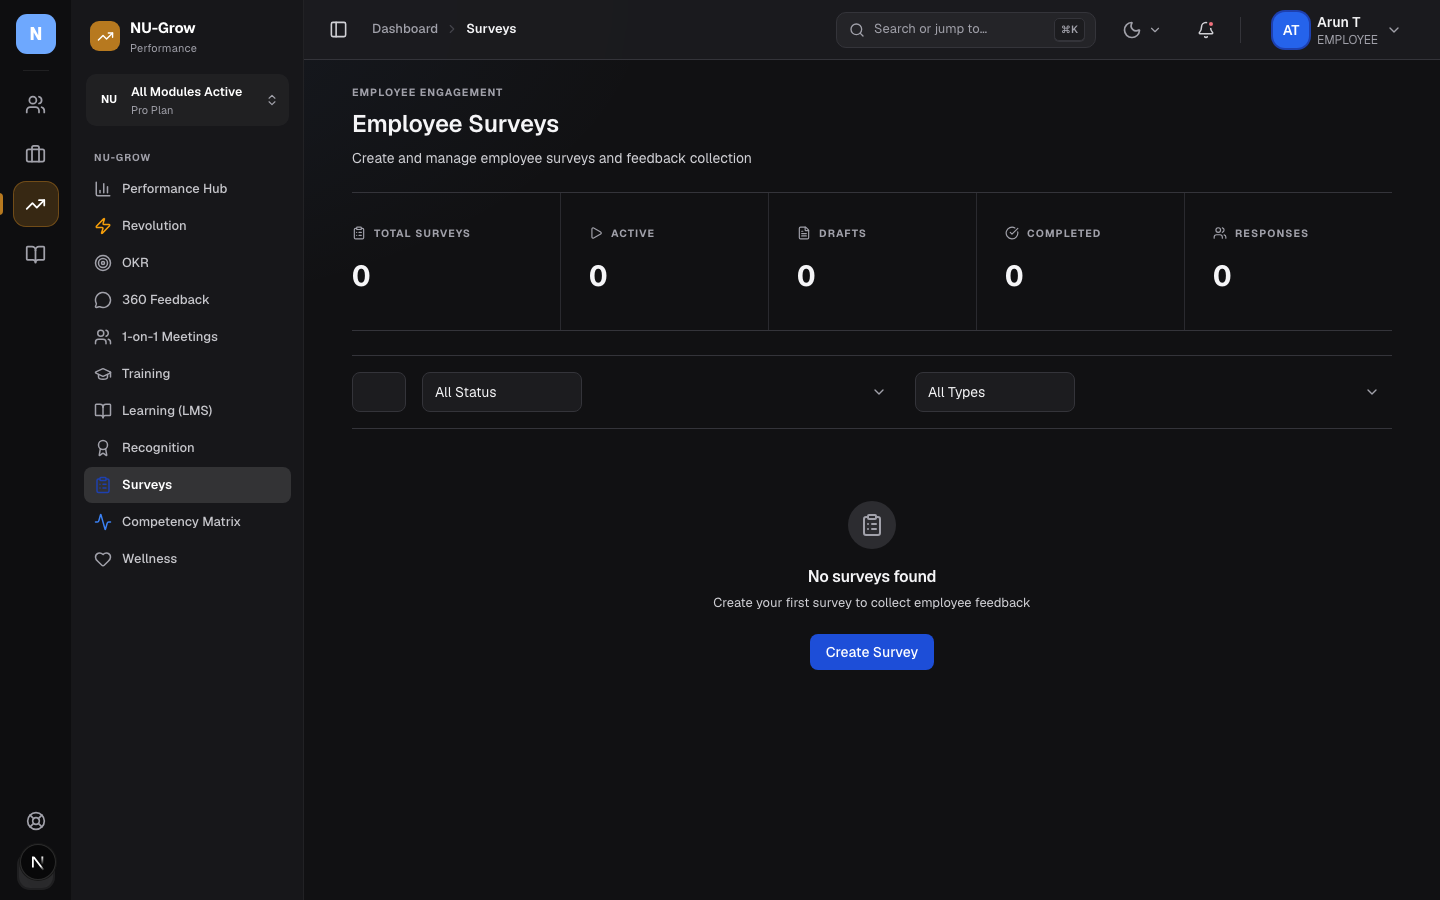 N
NU-Grow
Performance
NU
All Modules Active
Pro Plan
NU-GROW
Performance Hub
Revolution
OKR
360 Feedback
1-on-1 Meetings
Training
Learning (LMS)
Recognition
Surveys
Competency Matrix
Wellness
N
Dashboard
Surveys
Search or jump to...
⌘K
AT
Arun T
EMPLOYEE
EMPLOYEE ENGAGEMENT
Employee Surveys
Create and manage employee surveys and feedback collection
TOTAL SURVEYS
0
ACTIVE
0
DRAFTS
0
COMPLETED
0
RESPONSES
0
All Status
All Types
No surveys found
Create your first survey to collect employee feedback
Create Survey